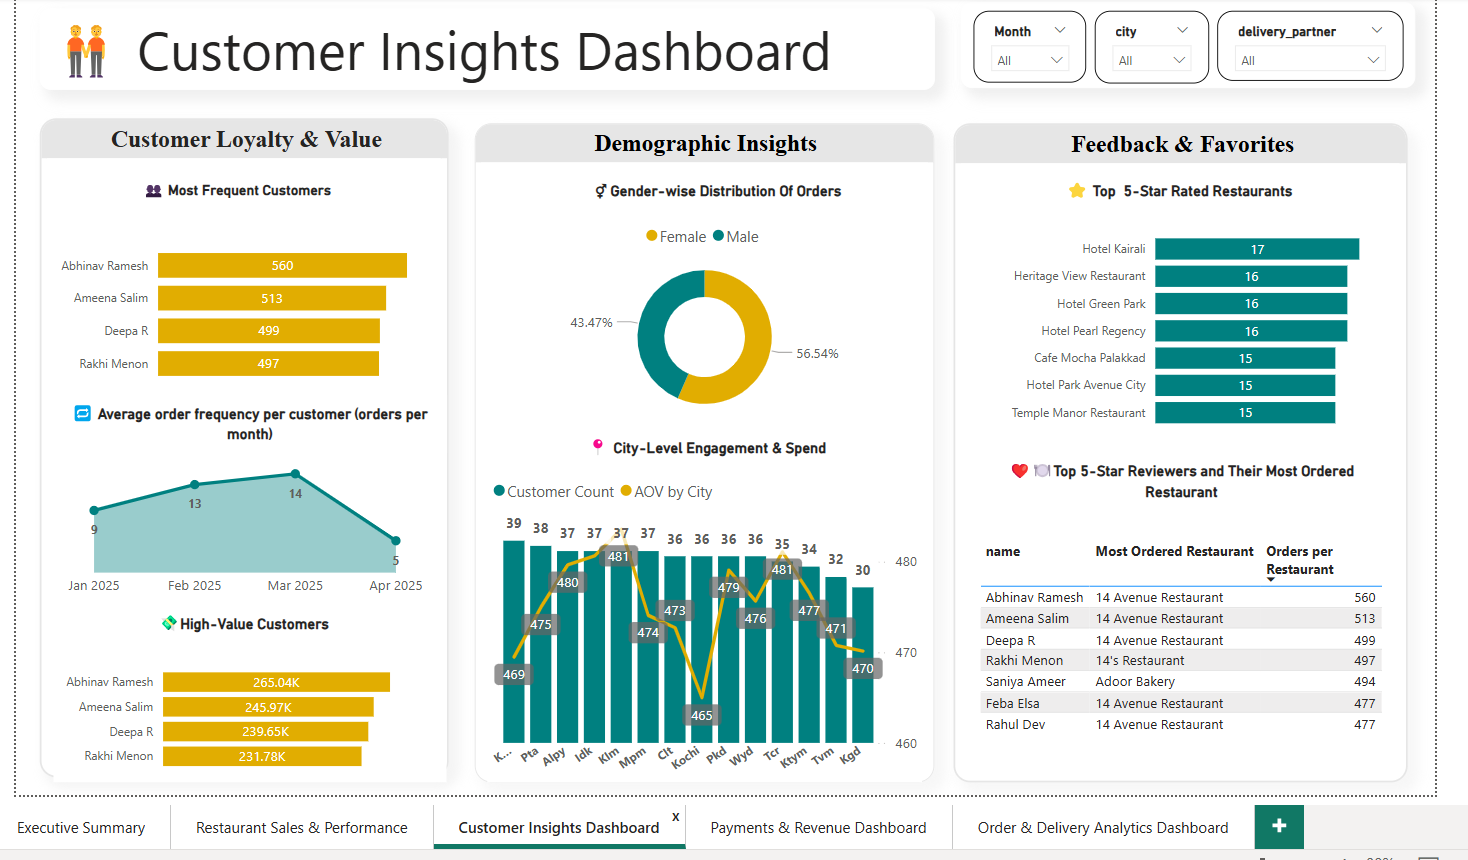 Customer Insights Dashboard
Month
All
city
All
delivery_partner
All
Customer Loyalty & Value
Most Frequent Customers
Abhinav Ramesh 560
Ameena Salim 513
Deepa R 499
Rakhi Menon 497
Average order frequency per customer (orders per
month)
9
13
14
5
Jan 2025 Feb 2025 Mar 2025 Apr 2025
High-Value Customers
Abhinav Ramesh 265.04K
Ameena Salim 245.97K
Deepa R 239.65K
Rakhi Menon 231.78K
Demographic Insights
Gender-wise Distribution Of Orders
Female Male
43.47%
56.54%
City-Level Engagement & Spend
Customer Count AOV by City
39 38 37 37 37 37 36 36 36 36 35 34 32 30
469 475 480 481 474 473 465 479 476 481 477 471 470
480
470
460
K... Pta Alpy Idk Klm Mpm Clt Kochi Pkd Wyd Tcr Ktym Tvm Kgd
Feedback & Favorites
Top 5-Star Rated Restaurants
Hotel Kairali 17
Heritage View Restaurant 16
Hotel Green Park 16
Hotel Pearl Regency 16
Cafe Mocha Palakkad 15
Hotel Park Avenue City 15
Temple Manor Restaurant 15
Top 5-Star Reviewers and Their Most Ordered
Restaurant
name Most Ordered Restaurant Orders per
Restaurant
Abhinav Ramesh 14 Avenue Restaurant 560
Ameena Salim 14 Avenue Restaurant 513
Deepa R 14 Avenue Restaurant 499
Rakhi Menon 14's Restaurant 497
Saniya Ameer Adoor Bakery 494
Feba Elsa 14 Avenue Restaurant 477
Rahul Dev 14 Avenue Restaurant 477
Executive Summary Restaurant Sales & Performance Customer Insights Dashboard x Payments & Revenue Dashboard Order & Delivery Analytics Dashboard +